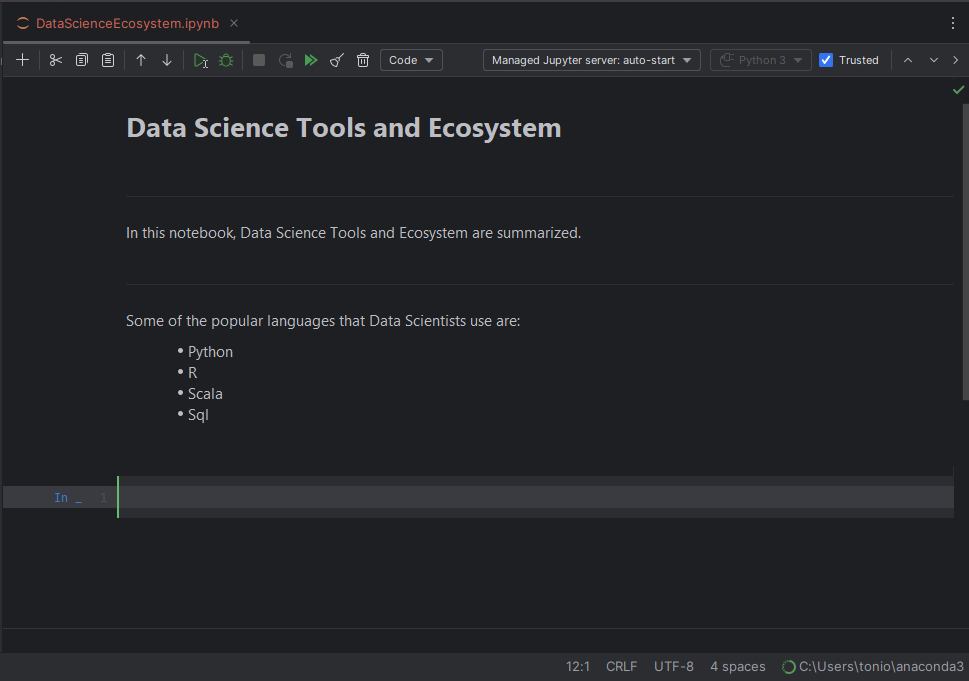 DataScienceEcosystem.ipynb
Code
Managed Jupyter server: auto-start
Python 3
Trusted
Data Science Tools and Ecosystem
In this notebook, Data Science Tools and Ecosystem are summarized.
Some of the popular languages that Data Scientists use are:
• Python
• R
• Scala
• Sql
In _ 1
12:1 CRLF UTF-8 4 spaces C:\Users\tonio\anaconda3